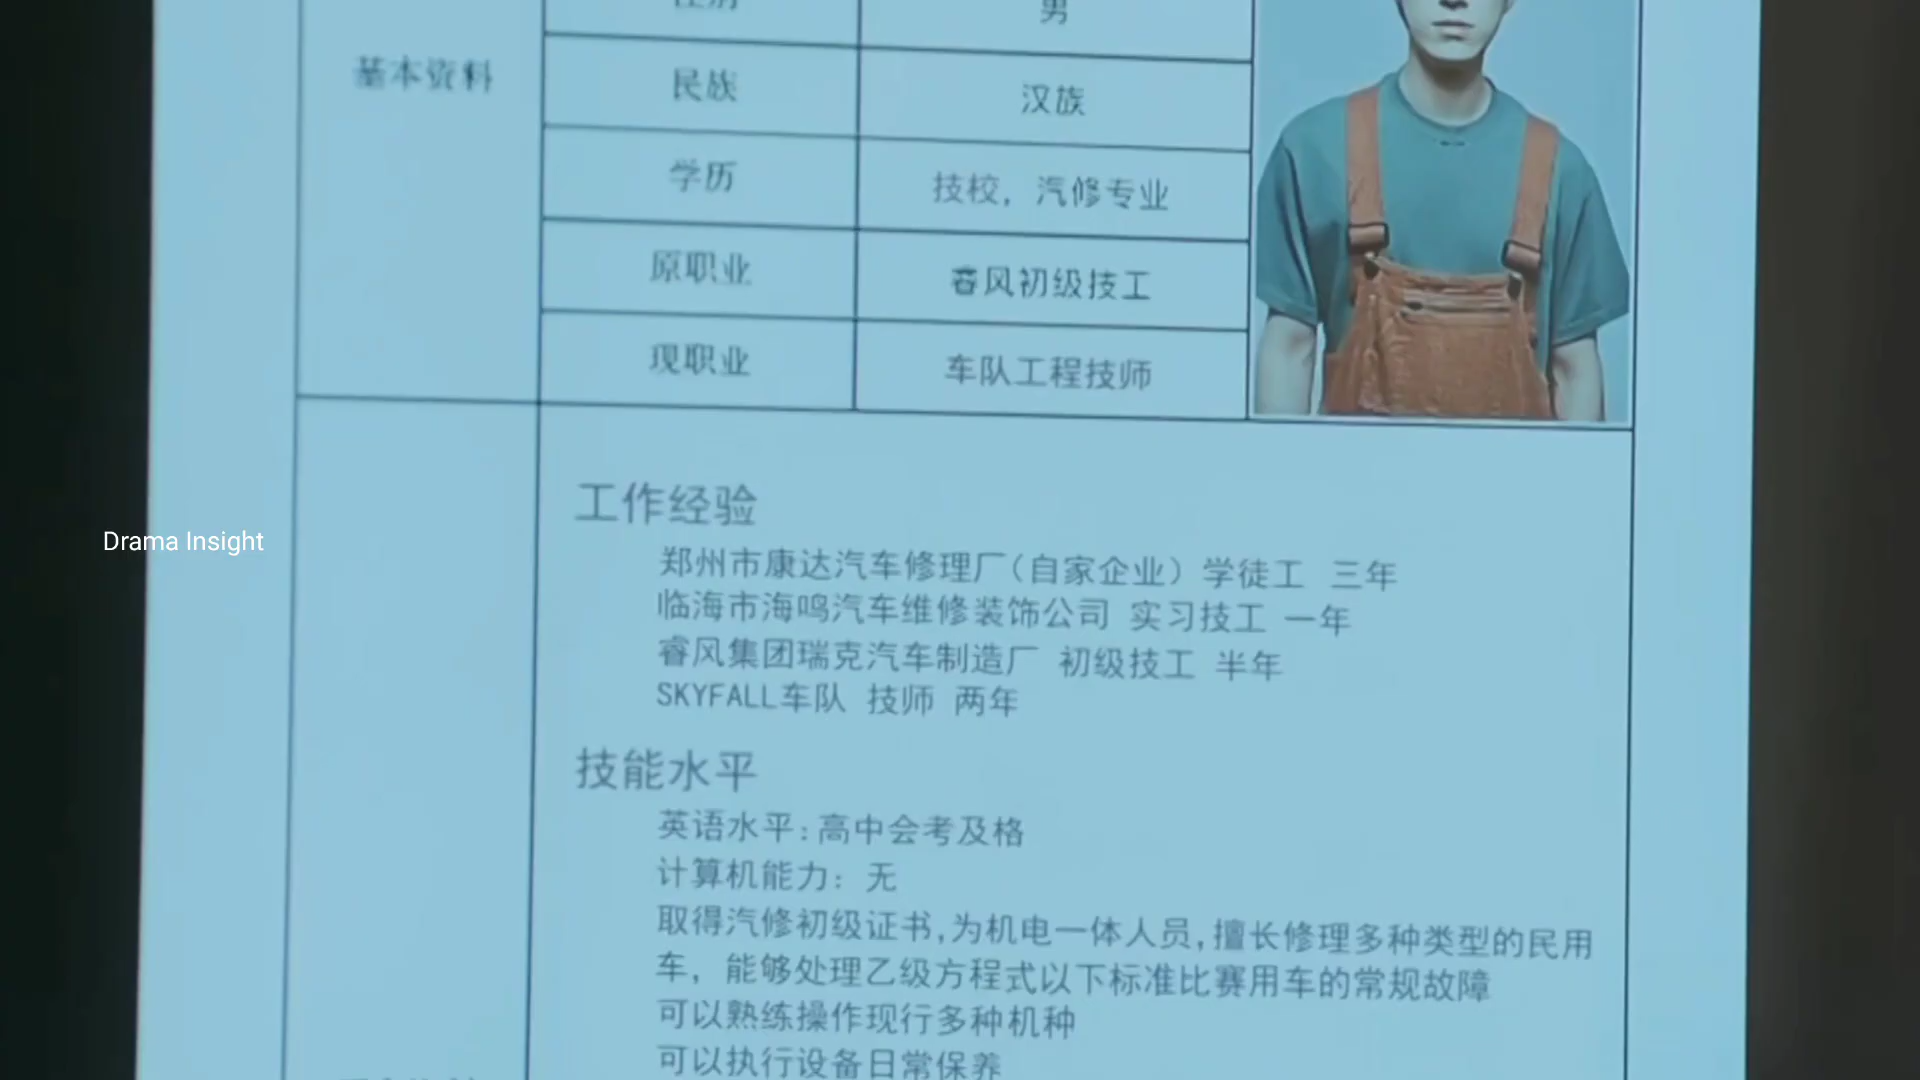 性别 男
基本资料
民族 汉族
学历 技校，汽修专业
原职业 睿风初级技工
现职业 车队工程技师
工作经验
郑州市康达汽车修理厂（自家企业）学徒工 三年
临海市海鸣汽车维修装饰公司 实习技工 一年
睿风集团瑞克汽车制造厂 初级技工 半年
SKYFALL车队 技师 两年
Drama Insight
技能水平
英语水平:高中会考及格
计算机能力：无
取得汽修初级证书,为机电一体人员,擅长修理多种类型的民用
车，能够处理乙级方程式以下标准比赛用车的常规故障
可以熟练操作现行多种机种
可以执行设备日常保养